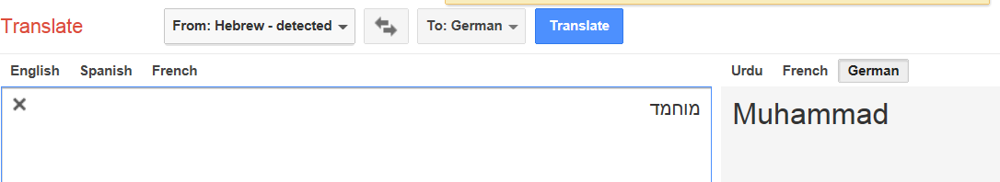 Translate From: Hebrew - detected To: German Translate
English Spanish French Urdu French German
מוחמד
Muhammad